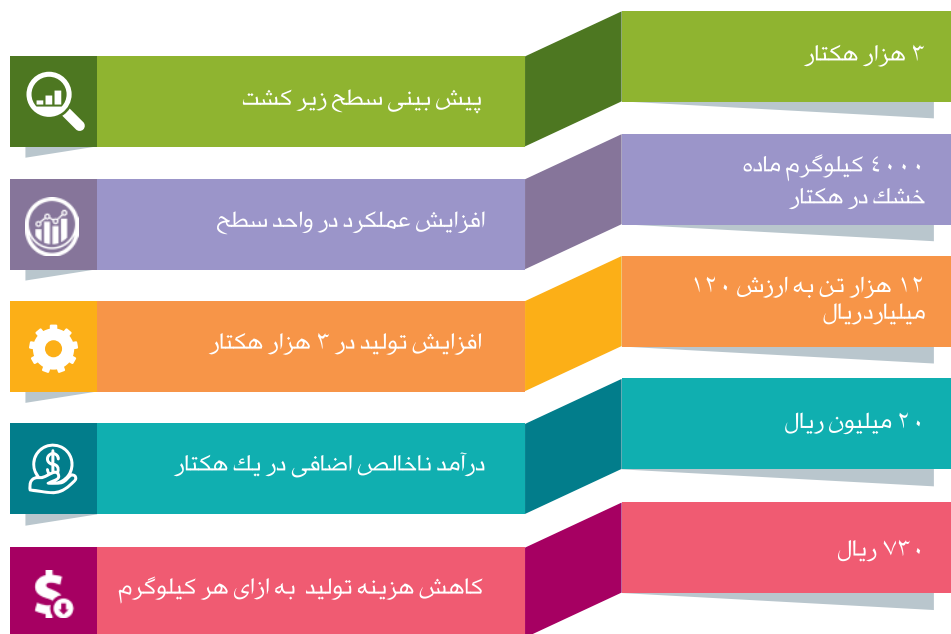 ۳ هزار هکتار
پیش بینی سطح زیر کشت
٤٠٠٠ کیلوگرم ماده
خشك در هکتار
افزایش عملکرد در واحد سطح
۱۲ هزار تن به ارزش ۱۲۰
میلیاردریال
افزایش تولید در ۳ هزار هکتار
۲۰ میلیون ریال
درآمد ناخالص اضافی در یك هکتار
۷۳۰ ریال
کاهش هزینه تولید به ازای هر کیلوگرم